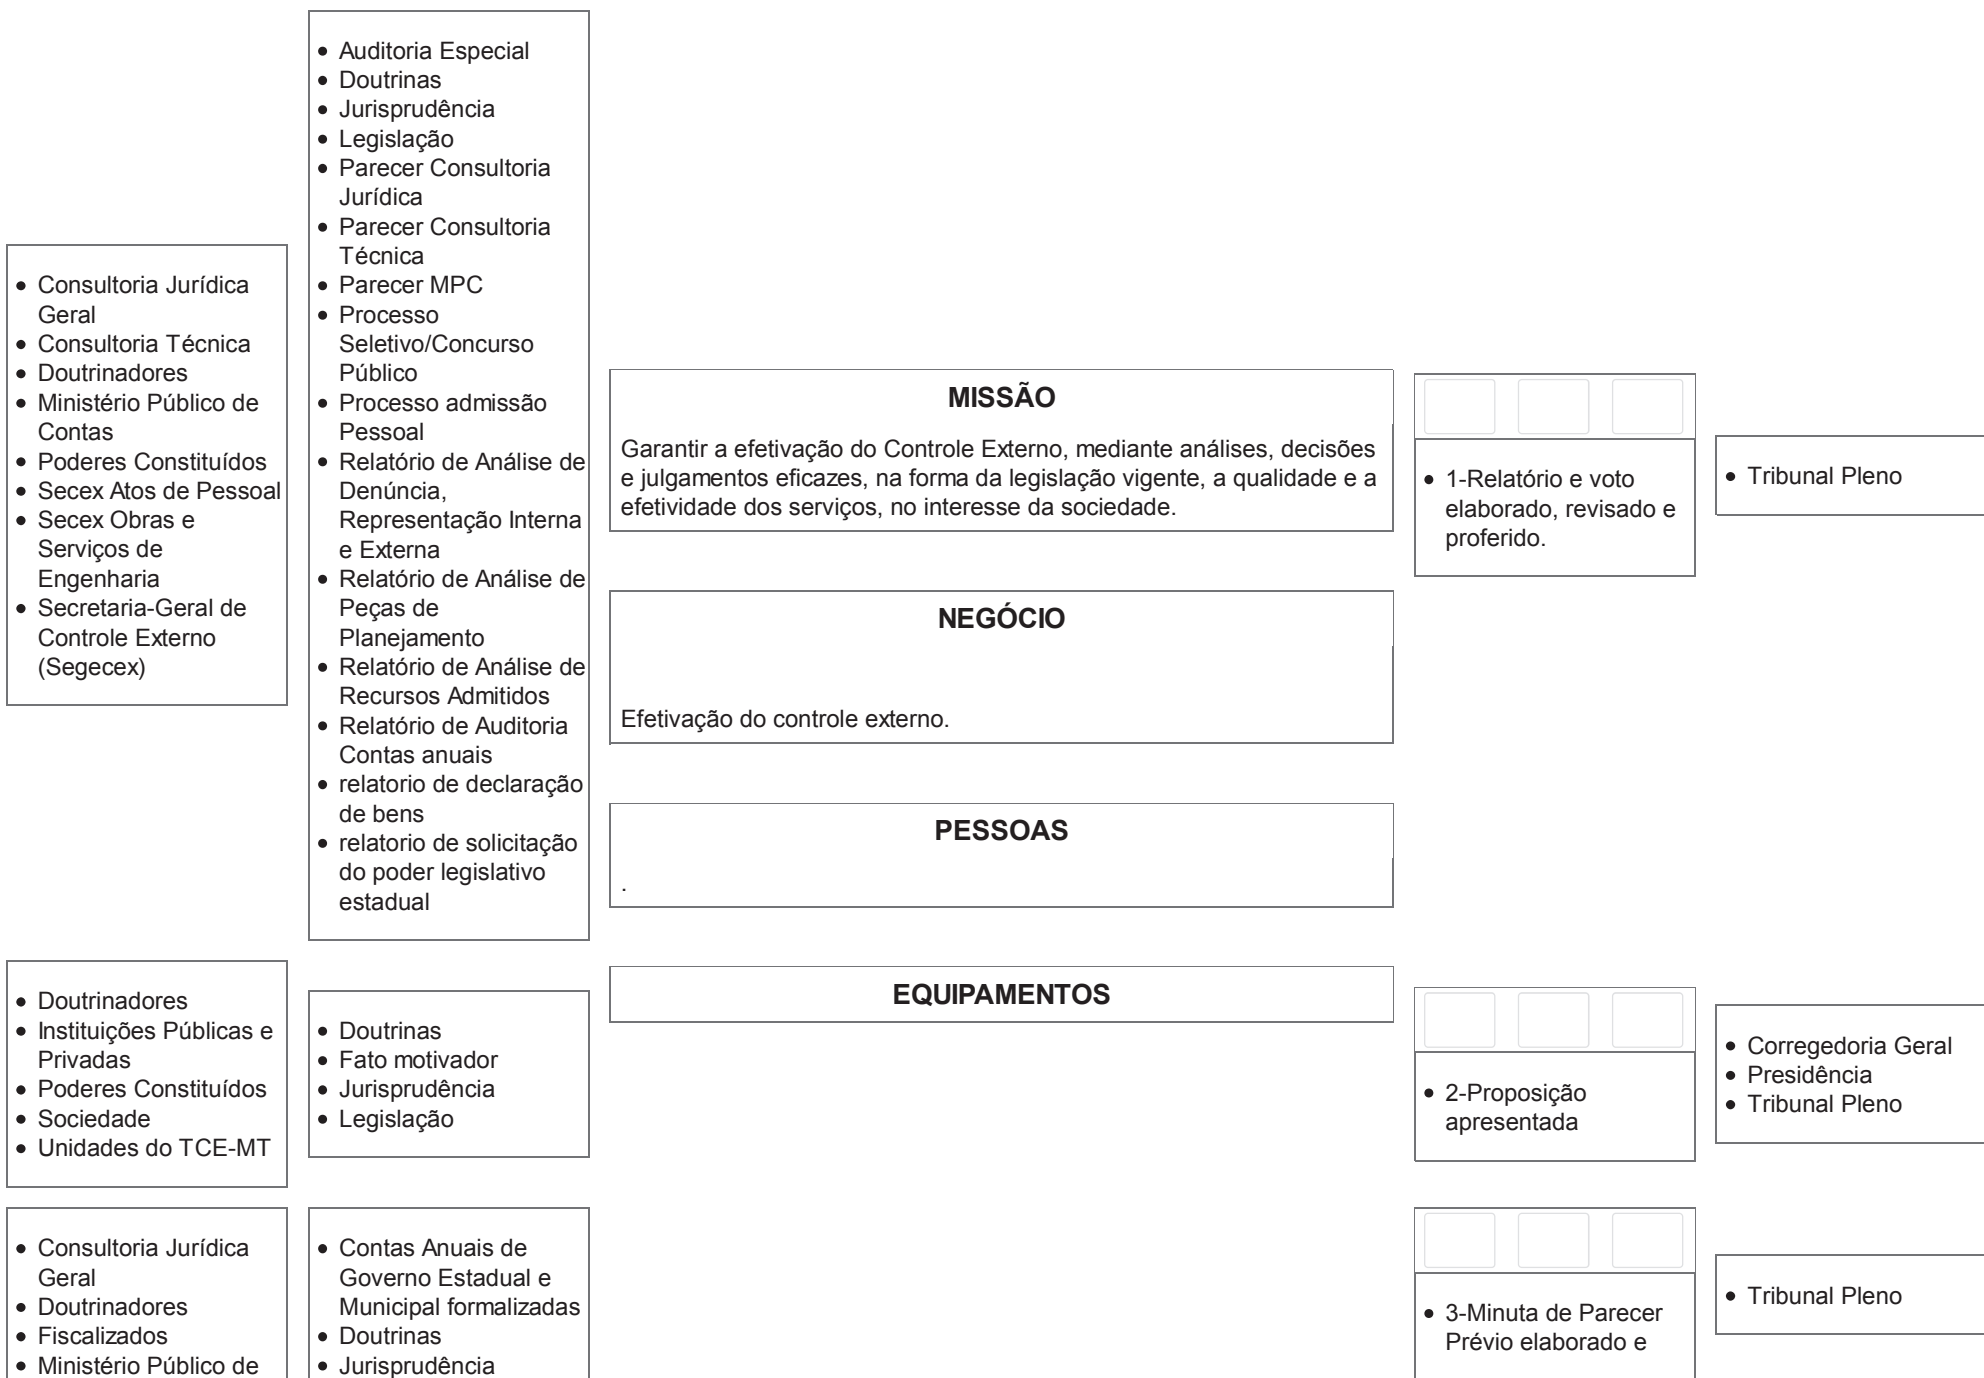 • Consultoria Jurídica
Geral
• Consultoria Técnica
• Doutrinadores
• Ministério Público de
Contas
• Poderes Constituídos
• Secex Atos de Pessoal
• Secex Obras e
Serviços de
Engenharia
• Secretaria-Geral de
Controle Externo
(Segecex)
• Auditoria Especial
• Doutrinas
• Jurisprudência
• Legislação
• Parecer Consultoria
Jurídica
• Parecer Consultoria
Técnica
• Parecer MPC
• Processo
Seletivo/Concurso
Público
• Processo admissão
Pessoal
• Relatório de Análise de
Denúncia,
Representação Interna
e Externa
• Relatório de Análise de
Peças de
Planejamento
• Relatório de Análise de
Recursos Admitidos
• Relatório de Auditoria
Contas anuais
• relatorio de declaração
de bens
• relatorio de solicitação
do poder legislativo
estadual
MISSÃO
Garantir a efetivação do Controle Externo, mediante análises, decisões
e julgamentos eficazes, na forma da legislação vigente, a qualidade e a
efetividade dos serviços, no interesse da sociedade.
NEGÓCIO
Efetivação do controle externo.
PESSOAS
.
EQUIPAMENTOS
• 1-Relatório e voto
elaborado, revisado e
proferido.
• Tribunal Pleno
• Doutrinadores
• Instituições Públicas e
Privadas
• Poderes Constituídos
• Sociedade
• Unidades do TCE-MT
• Doutrinas
• Fato motivador
• Jurisprudência
• Legislação
• 2-Proposição
apresentada
• Corregedoria Geral
• Presidência
• Tribunal Pleno
• Consultoria Jurídica
Geral
• Doutrinadores
• Fiscalizados
• Ministério Público de
• Contas Anuais de
Governo Estadual e
Municipal formalizadas
• Doutrinas
• Jurisprudência
• 3-Minuta de Parecer
Prévio elaborado e
• Tribunal Pleno